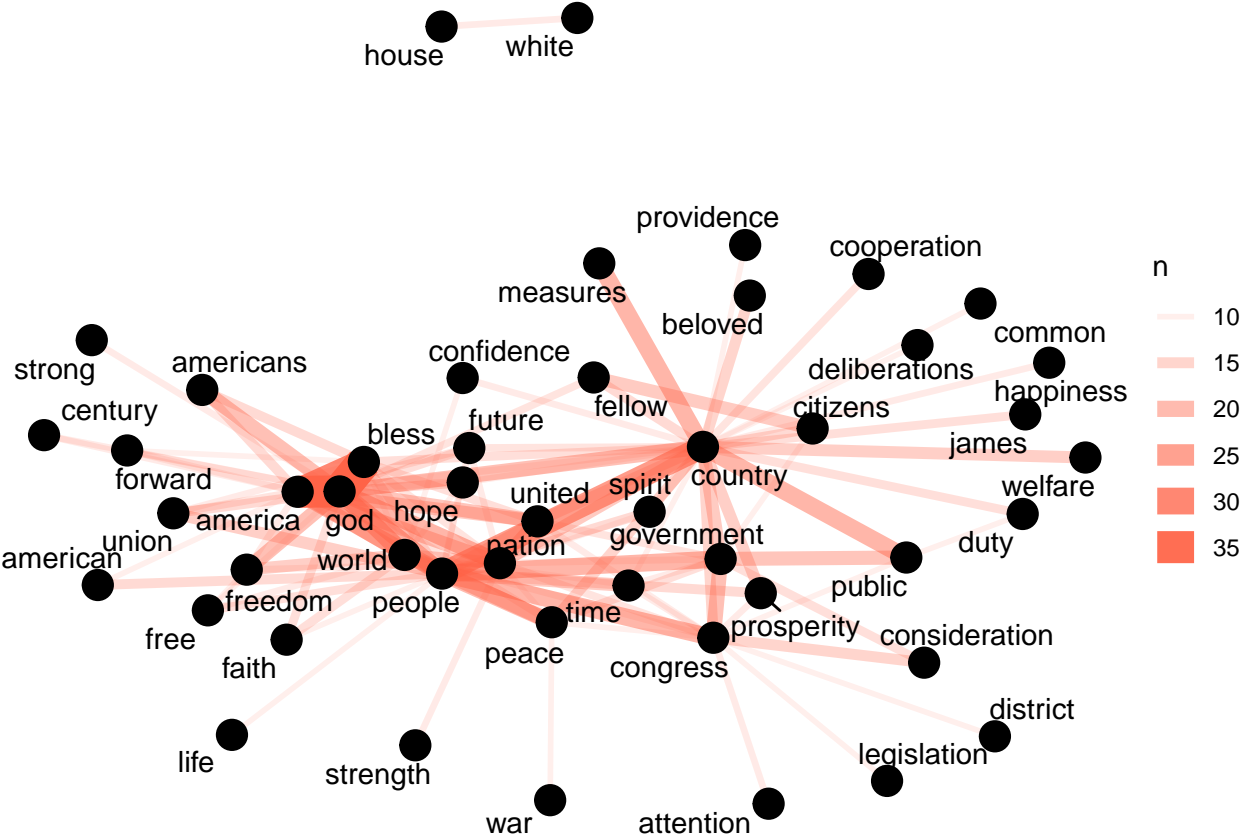 house
white
providence
cooperation
measures
beloved
common
confidence
deliberations
strong
americans
happiness
fellow
citizens
century
future
bless
james
country
forward
welfare
spirit
united
hope
america
god
government
union
nation
duty
american
world
public
people
freedom
time
prosperity
free
consideration
peace
faith
congress
district
legislation
life
strength
war
attention
n
10
15
20
25
30
35